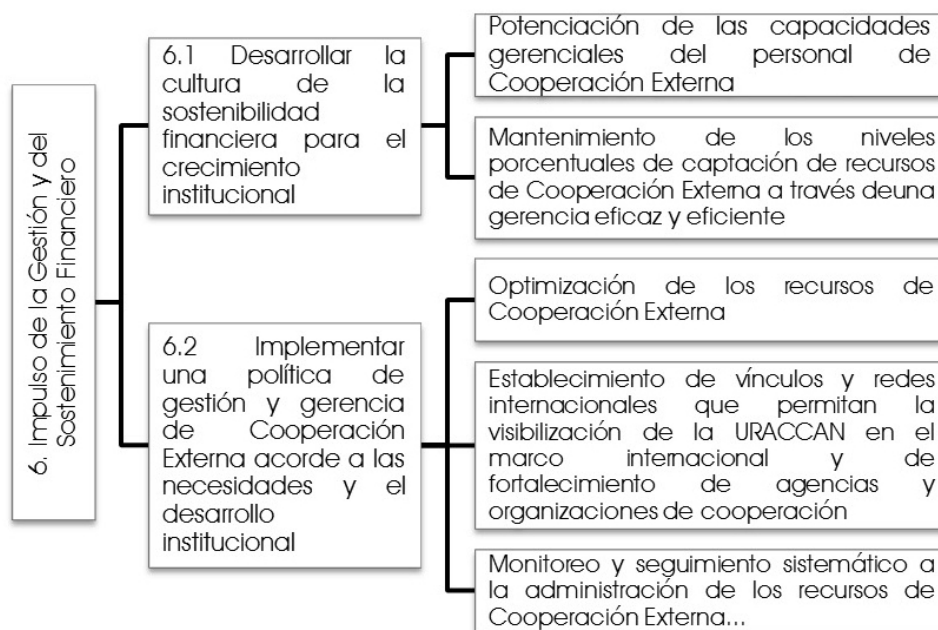 6. Impulso de la Gestión y del
Sostenimiento Financiero
6.1 Desarrollar la
cultura de la
sostenibilidad
financiera para el
crecimiento
institucional
Potenciación de las capacidades
gerenciales del personal de
Cooperación Externa
Mantenimiento de los niveles
porcentuales de captación de recursos
de Cooperación Externa a través deuna
gerencia eficaz y eficiente
6.2 Implementar
una política de
gestión y gerencia
de Cooperación
Externa acorde a las
necesidades y el
desarrollo
institucional
Optimización de los recursos de
Cooperación Externa
Establecimiento de vínculos y redes
internacionales que permitan la
visibilización de la URACCAN en el
marco internacional y de
fortalecimiento de agencias y
organizaciones de cooperación
Monitoreo y seguimiento sistemático a
la administración de los recursos de
Cooperación Externa...